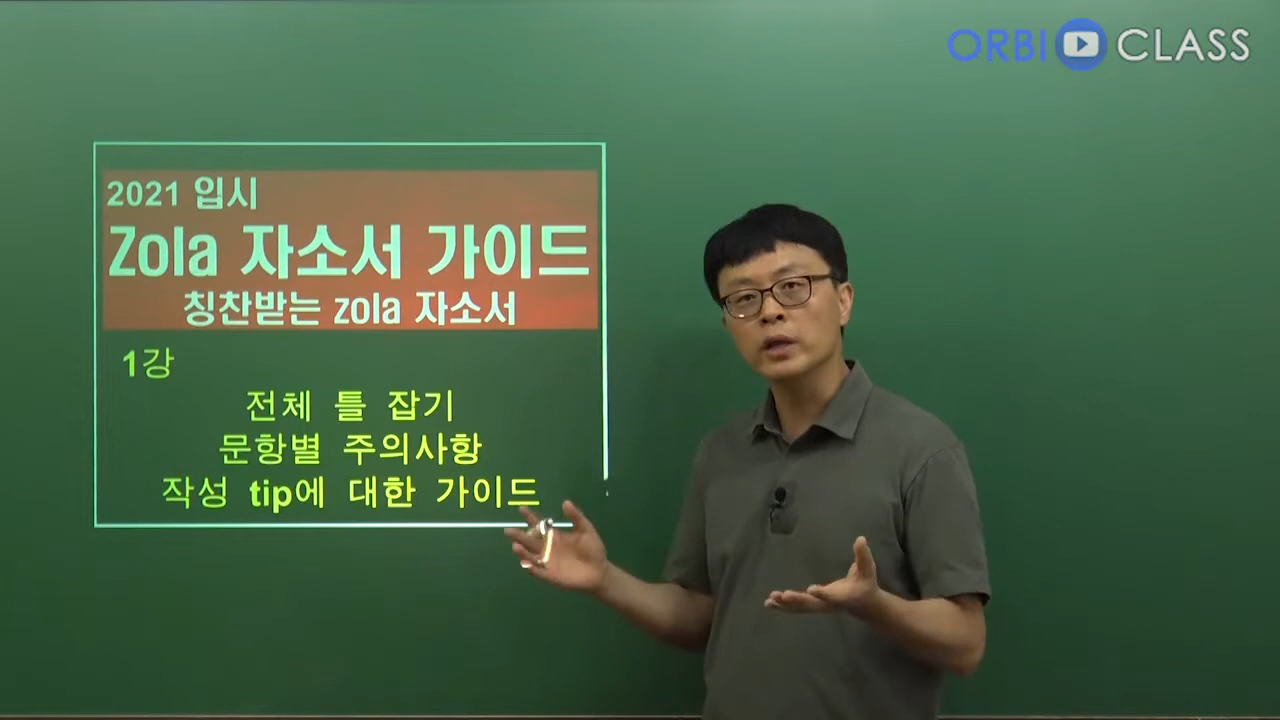 ORBI CLASS
2021 입시
Zola 자소서 가이드
칭찬받는 zola 자소서
1강
전체 틀 잡기
문항별 주의사항
작성 tip에 대한 가이드